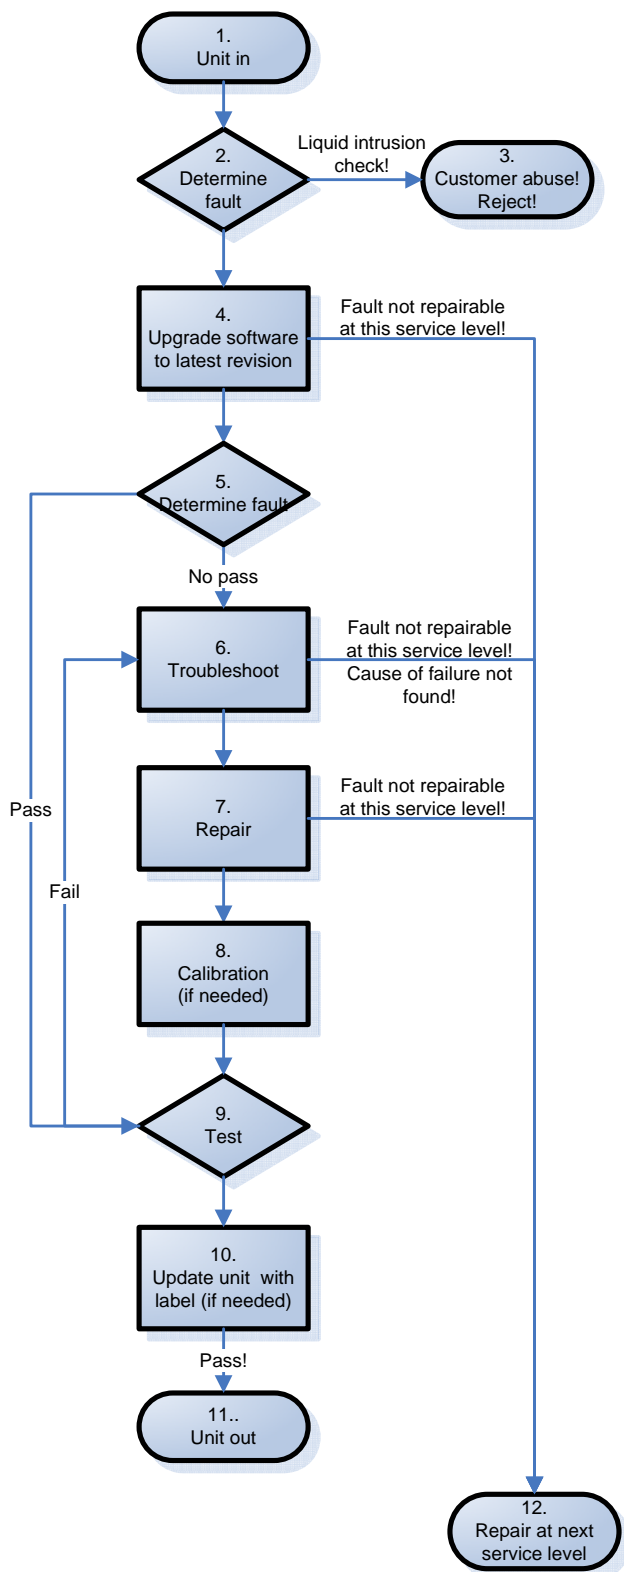 1.
Unit in
2.
Determine
fault
Liquid intrusion
check!
3.
Customer abuse!
Reject!
4.
Upgrade software
to latest revision
Fault not repairable
at this service level!
5.
Determine fault
No pass
6.
Troubleshoot
Fault not repairable
at this service level!
Cause of failure not
found!
7.
Repair
Fault not repairable
at this service level!
Pass
Fail
8.
Calibration
(if needed)
9.
Test
10.
Update unit  with
label (if needed)
Pass!
11..
Unit out
12.
Repair at next
service level